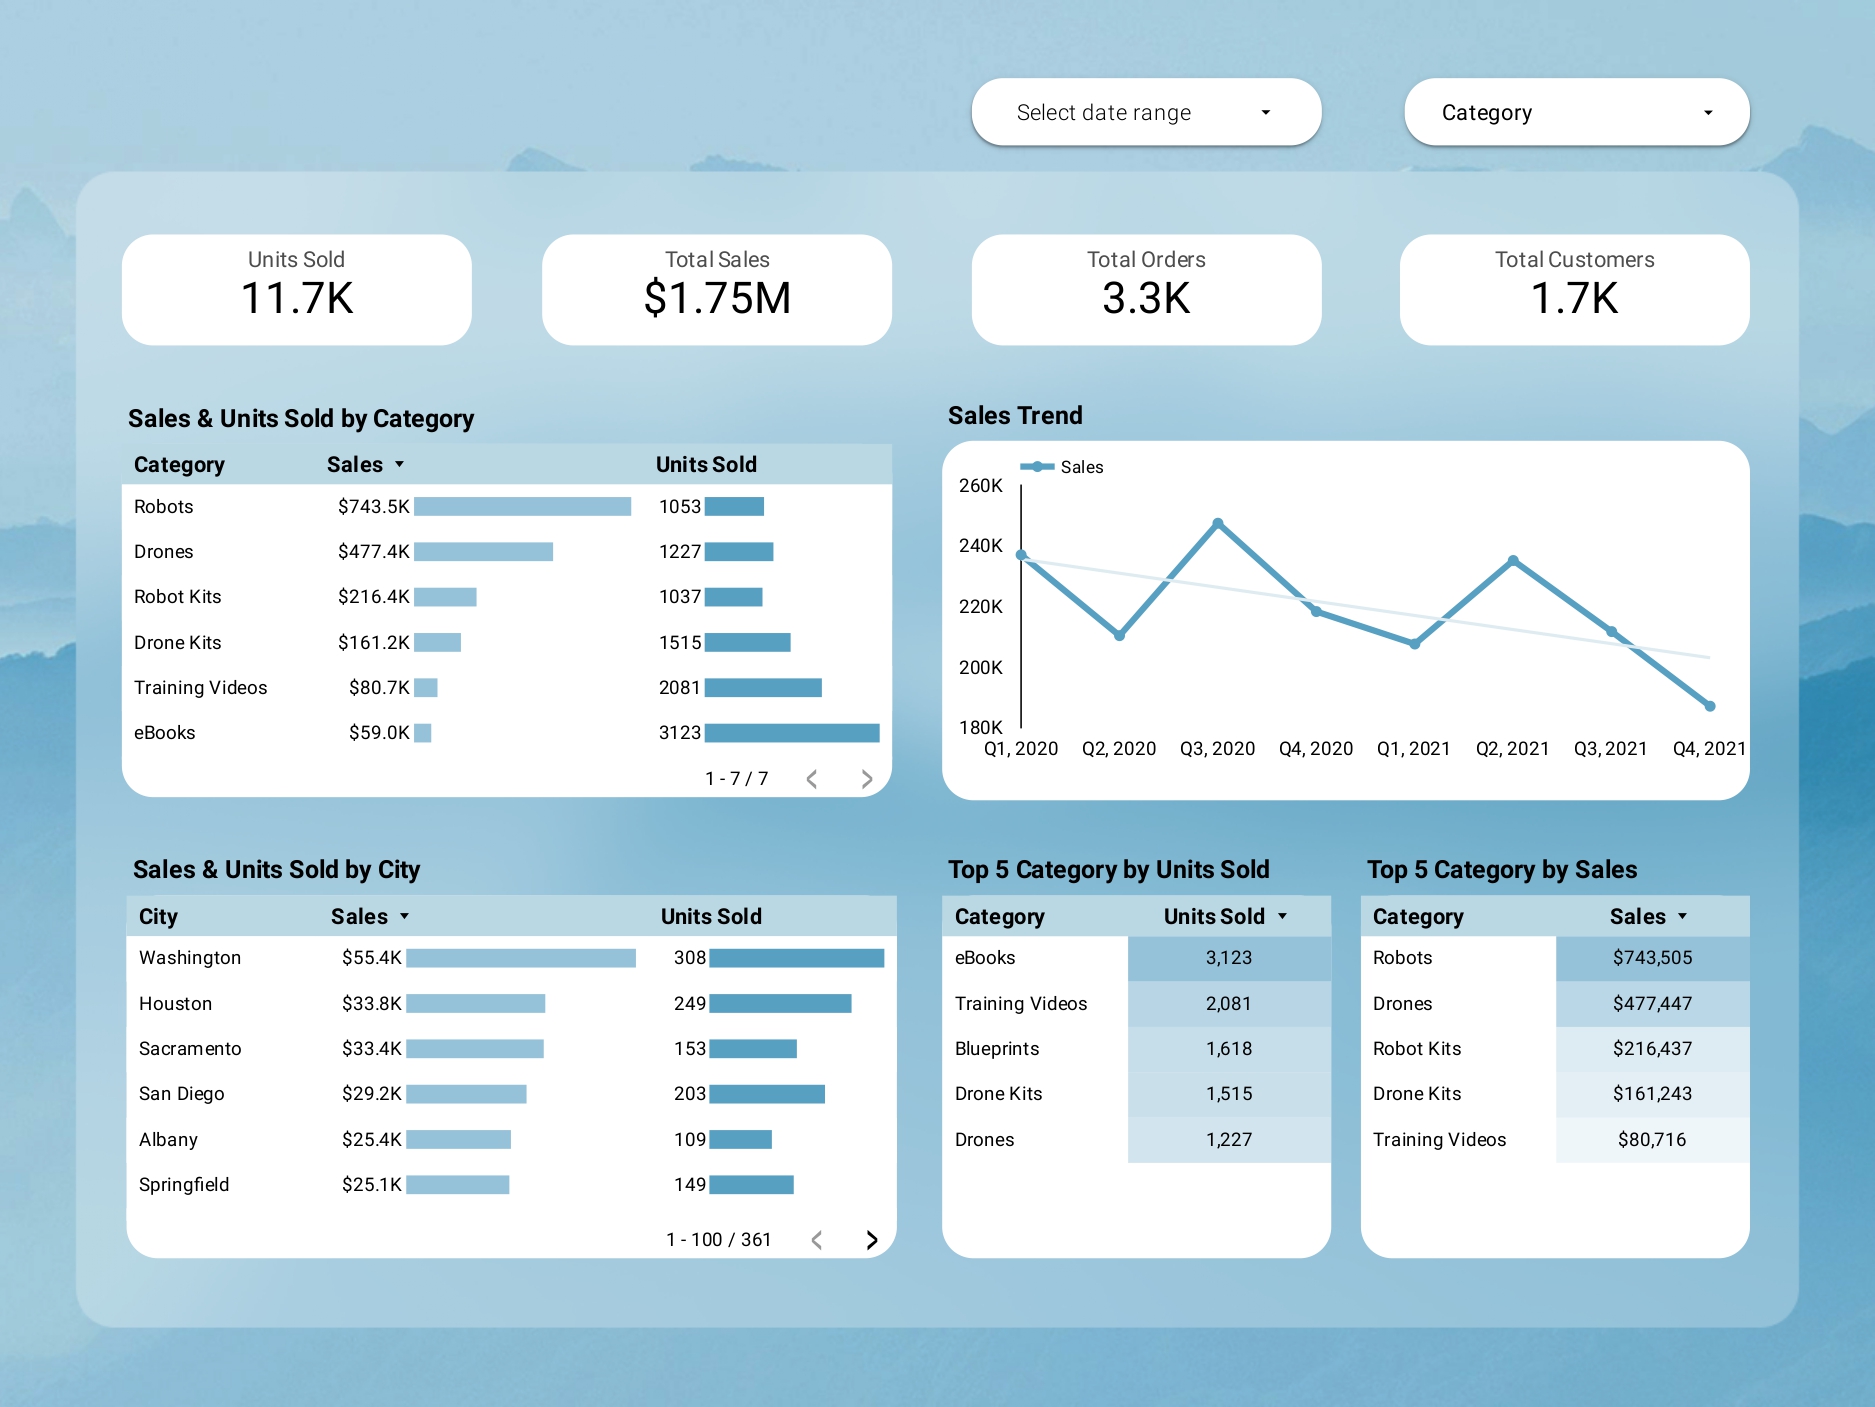 Select date range
Category
Units Sold
11.7K
Total Sales
$1.75M
Total Orders
3.3K
Total Customers
1.7K
Sales & Units Sold by Category
Category Sales Units Sold
Robots $743.5K 1053
Drones $477.4K 1227
Robot Kits $216.4K 1037
Drone Kits $161.2K 1515
Training Videos $80.7K 2081
eBooks $59.0K 3123
1 - 7 / 7
Sales Trend
Sales
260K
240K
220K
200K
180K
Q1, 2020 Q2, 2020 Q3, 2020 Q4, 2020 Q1, 2021 Q2, 2021 Q3, 2021 Q4, 2021
Sales & Units Sold by City
City Sales Units Sold
Washington $55.4K 308
Houston $33.8K 249
Sacramento $33.4K 153
San Diego $29.2K 203
Albany $25.4K 109
Springfield $25.1K 149
1 - 100 / 361
Top 5 Category by Units Sold
Category Units Sold
eBooks 3,123
Training Videos 2,081
Blueprints 1,618
Drone Kits 1,515
Drones 1,227
Top 5 Category by Sales
Category Sales
Robots $743,505
Drones $477,447
Robot Kits $216,437
Drone Kits $161,243
Training Videos $80,716